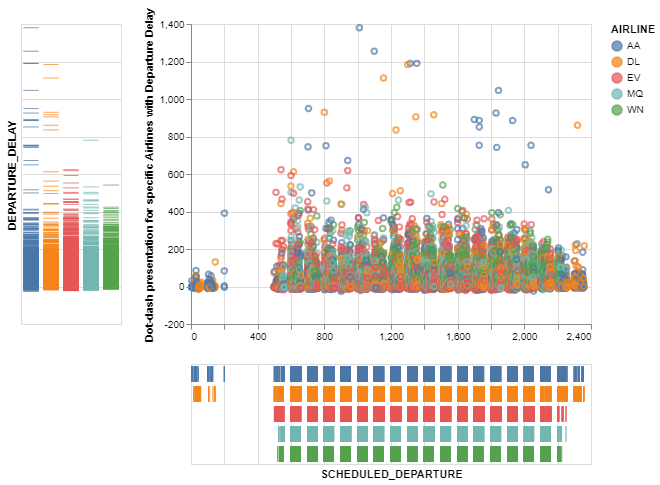 DEPARTURE_DELAY
Dot-dash presentation for specific Airlines with Departure Delay
1,400
1,200
1,000
800
600
400
200
0
-200
0
400
800
1,200
1,600
2,000
2,400
AIRLINE
AA
DL
EV
MQ
WN
SCHEDULED_DEPARTURE